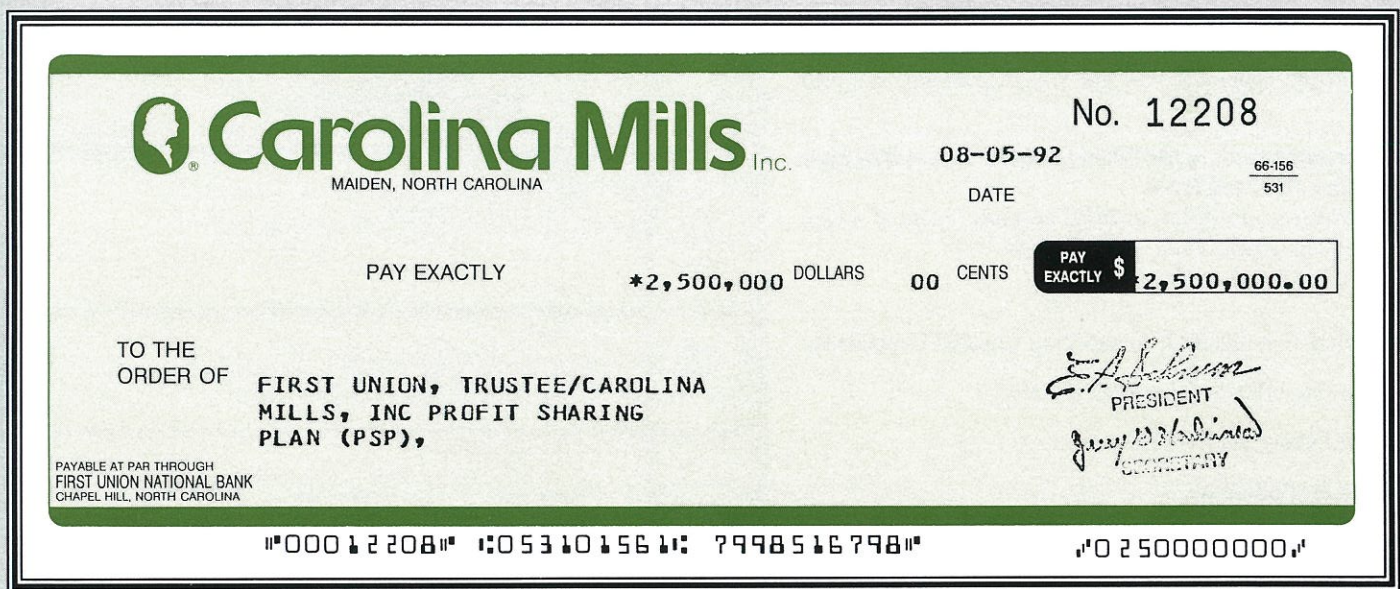 Carolina Mills Inc.
MAIDEN, NORTH CAROLINA
No. 12208
08-05-92
DATE
66-156
531
PAY EXACTLY *2,500,000 DOLLARS 00 CENTS
PAY EXACTLY $ *2,500,000.00
TO THE
ORDER OF
FIRST UNION, TRUSTEE/CAROLINA
MILLS, INC PROFIT SHARING
PLAN (PSP),
PRESIDENT
SECRETARY
PAYABLE AT PAR THROUGH
FIRST UNION NATIONAL BANK
CHAPEL HILL, NORTH CAROLINA
⑈00012208⑈ ⑆053101561⑆ 7998516798⑈ ⑇0250000000⑇